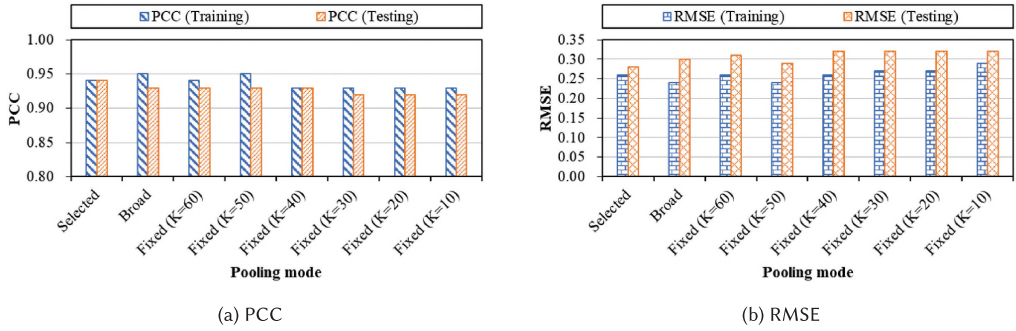 PCC (Training) PCC (Testing)
1.00
0.95
0.90
0.85
0.80
PCC
Selected
Broad
Fixed (K=60)
Fixed (K=50)
Fixed (K=40)
Fixed (K=30)
Fixed (K=20)
Fixed (K=10)
Pooling mode
(a) PCC
RMSE (Training) RMSE (Testing)
0.35
0.30
0.25
0.20
0.15
0.10
0.05
0.00
RMSE
Selected
Broad
Fixed (K=60)
Fixed (K=50)
Fixed (K=40)
Fixed (K=30)
Fixed (K=20)
Fixed (K=10)
Pooling mode
(b) RMSE